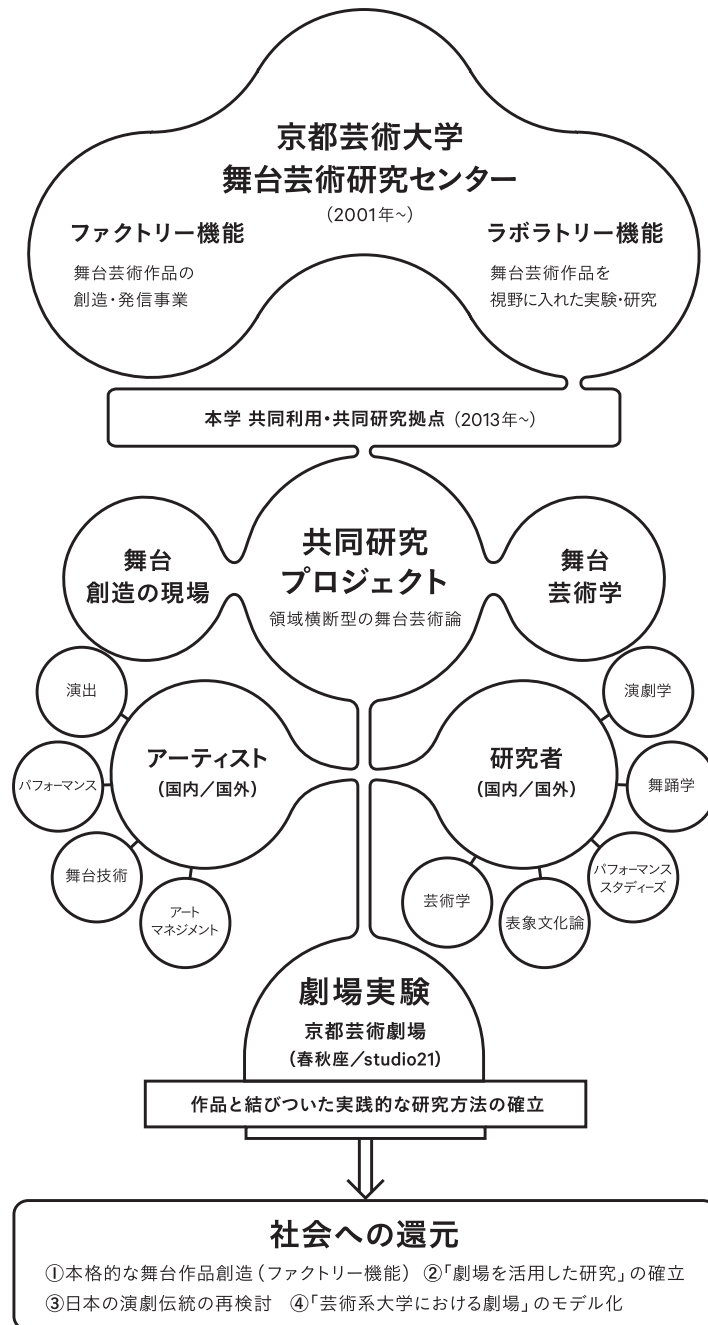 京都芸術大学
舞台芸術研究センター
（2001年~）
ファクトリー機能
舞台芸術作品の
創造・発信事業
ラボラトリー機能
舞台芸術作品を
視野に入れた実験・研究
本学 共同利用・共同研究拠点（2013年~）
舞台
創造の現場
共同研究
プロジェクト
領域横断型の舞台芸術論
舞台
芸術学
演出
パフォーマンス
舞台技術
アート
マネジメント
アーティスト
（国内／国外）
研究者
（国内／国外）
演劇学
舞踊学
パフォーマンス
スタディーズ
表象文化論
芸術学
劇場実験
京都芸術劇場
（春秋座／studio21）
作品と結びついた実践的な研究方法の確立
社会への還元
①本格的な舞台作品創造（ファクトリー機能） ②「劇場を活用した研究」の確立
③日本の演劇伝統の再検討 ④「芸術系大学における劇場」のモデル化